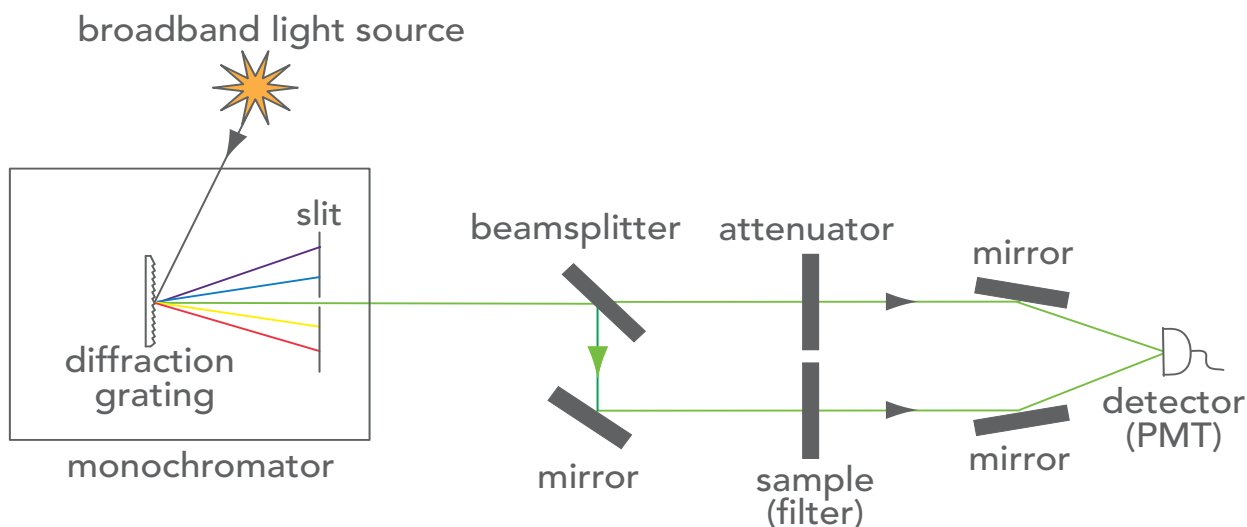 broadband light source
slit
beamsplitter
attenuator
mirror
diffraction
grating
detector
(PMT)
monochromator
mirror
sample
(filter)
mirror